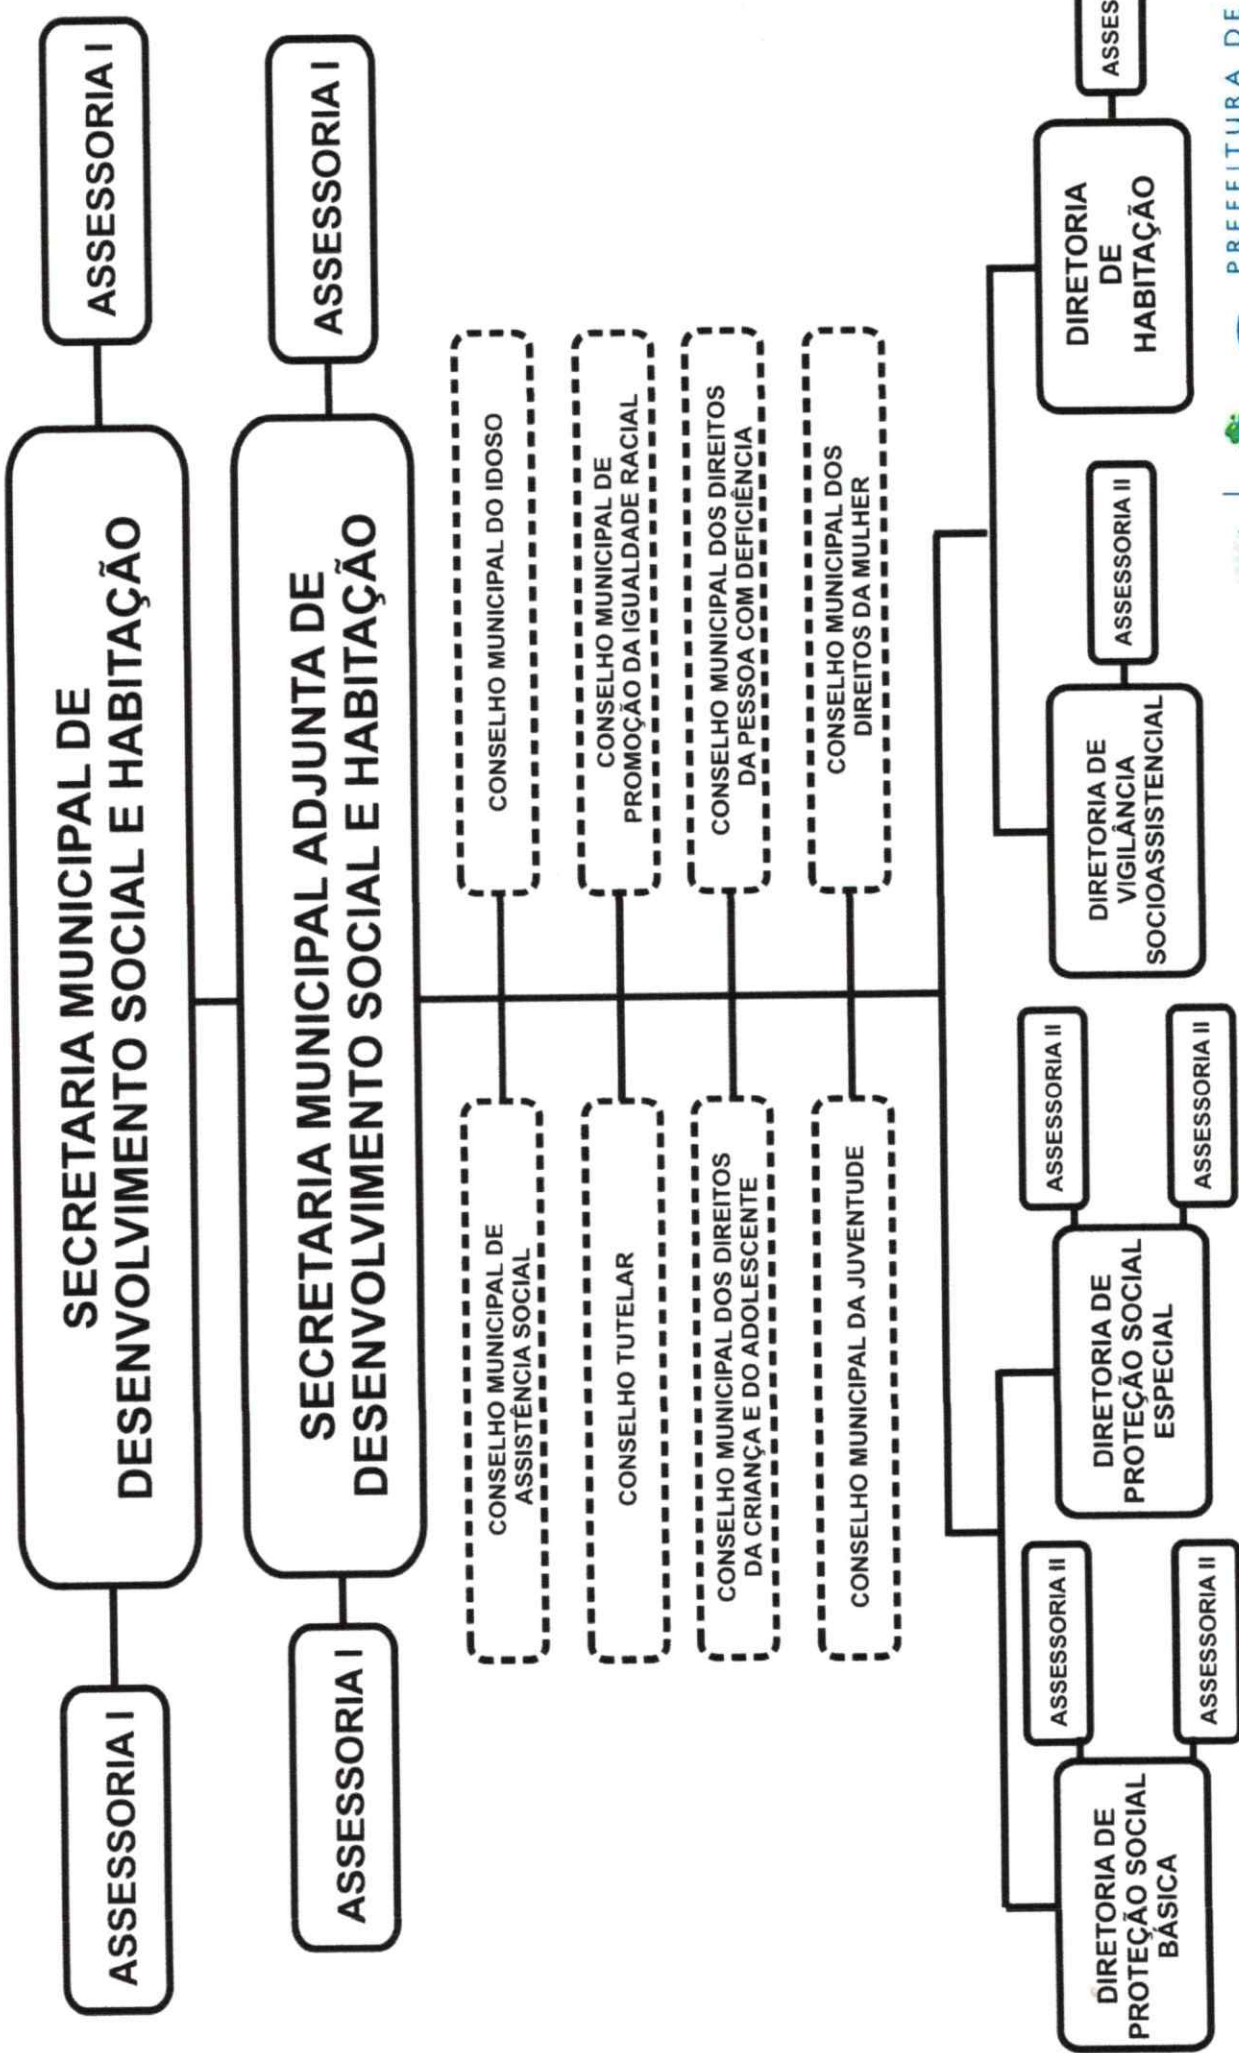 ASSESSORIA I
SECRETARIA MUNICIPAL DE
DESENVOLVIMENTO SOCIAL E HABITAÇÃO
ASSESSORIA I
ASSESSORIA I
SECRETARIA MUNICIPAL ADJUNTA DE
DESENVOLVIMENTO SOCIAL E HABITAÇÃO
ASSESSORIA I
CONSELHO MUNICIPAL DE
ASSISTÊNCIA SOCIAL
CONSELHO MUNICIPAL DO IDOSO
CONSELHO TUTELAR
CONSELHO MUNICIPAL DE
PROMOÇÃO DA IGUALDADE RACIAL
CONSELHO MUNICIPAL DOS DIREITOS
DA CRIANÇA E DO ADOLESCENTE
CONSELHO MUNICIPAL DOS DIREITOS
DA PESSOA COM DEFICIÊNCIA
CONSELHO MUNICIPAL DA JUVENTUDE
CONSELHO MUNICIPAL DOS
DIREITOS DA MULHER
DIRETORIA DE
PROTEÇÃO SOCIAL
BÁSICA
ASSESSORIA II
ASSESSORIA II
DIRETORIA DE
PROTEÇÃO SOCIAL
ESPECIAL
ASSESSORIA II
ASSESSORIA II
DIRETORIA DE
VIGILÂNCIA
SOCIOASSISTENCIAL
ASSESSORIA II
DIRETORIA
DE
HABITAÇÃO
ASSES
PREFEITURA DE